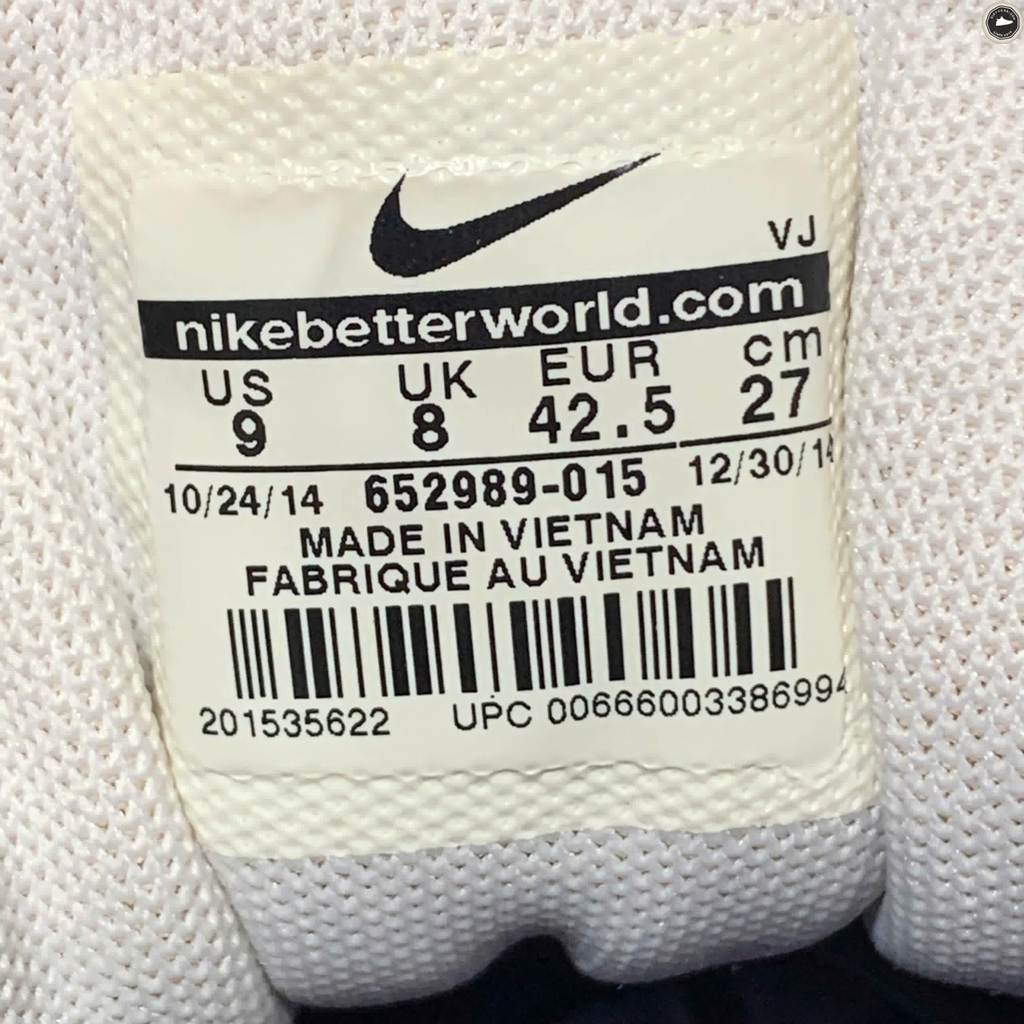 VJ
nikebetterworld.com
US UK EUR cm
9 8 42.5 27
10/24/14 652989-015 12/30/14
MADE IN VIETNAM
FABRIQUE AU VIETNAM
201535622 UPC 00666003386994